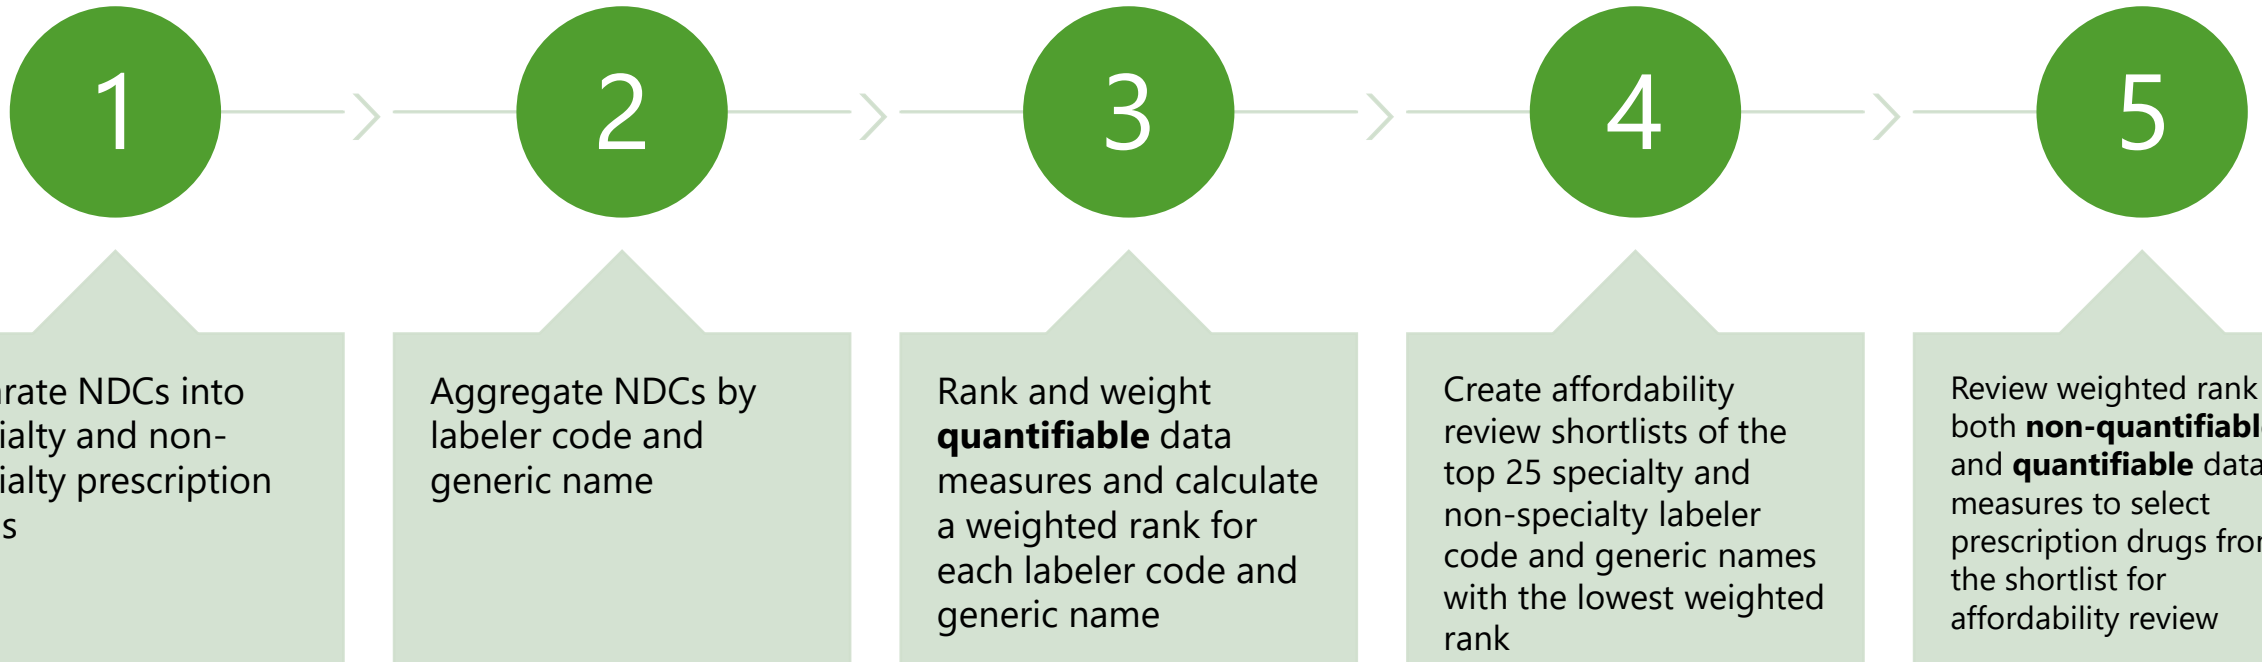 1
2
3
4
5
arate NDCs into
ialty and non-
ialty prescription
s
Aggregate NDCs by
labeler code and
generic name
Rank and weight
quantifiable data
measures and calculate
a weighted rank for
each labeler code and
generic name
Create affordability
review shortlists of the
top 25 specialty and
non-specialty labeler
code and generic names
with the lowest weighted
rank
Review weighted rank
both non-quantifiable
and quantifiable data
measures to select
prescription drugs from
the shortlist for
affordability review